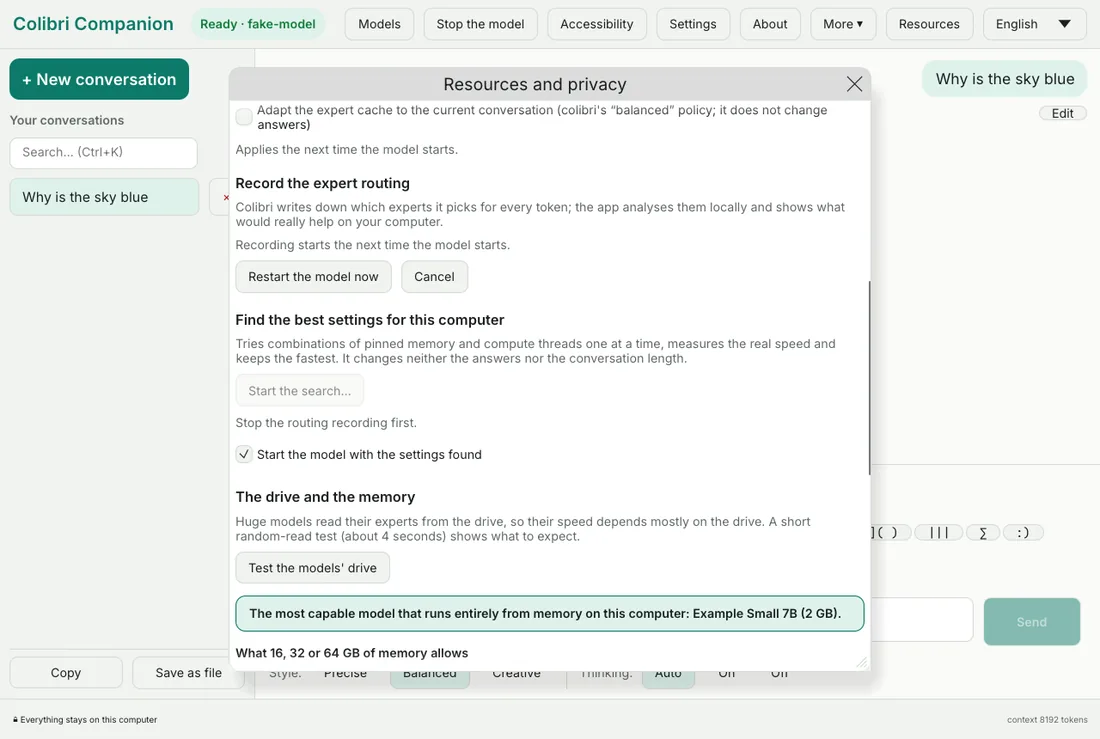 Colibri Companion
Ready · fake-model
Models
Stop the model
Accessibility
Settings
About
More ▾
Resources
English
+ New conversation
Your conversations
Search... (Ctrl+K)
Why is the sky blue
×
Why is the sky blue
Edit
Resources and privacy
Adapt the expert cache to the current conversation (colibri's “balanced” policy; it does not change
answers)
Applies the next time the model starts.
Record the expert routing
Colibri writes down which experts it picks for every token; the app analyses them locally and shows what
would really help on your computer.
Recording starts the next time the model starts.
Restart the model now
Cancel
Find the best settings for this computer
Tries combinations of pinned memory and compute threads one at a time, measures the real speed and
keeps the fastest. It changes neither the answers nor the conversation length.
Start the search...
Stop the routing recording first.
Start the model with the settings found
The drive and the memory
Huge models read their experts from the drive, so their speed depends mostly on the drive. A short
random-read test (about 4 seconds) shows what to expect.
Test the models' drive
The most capable model that runs entirely from memory on this computer: Example Small 7B (2 GB).
What 16, 32 or 64 GB of memory allows
]( )
|||
∑
:)
Send
Copy
Save as file
Style:
Precise
Balanced
Creative
Thinking:
Auto
On
Off
Everything stays on this computer
context 8192 tokens